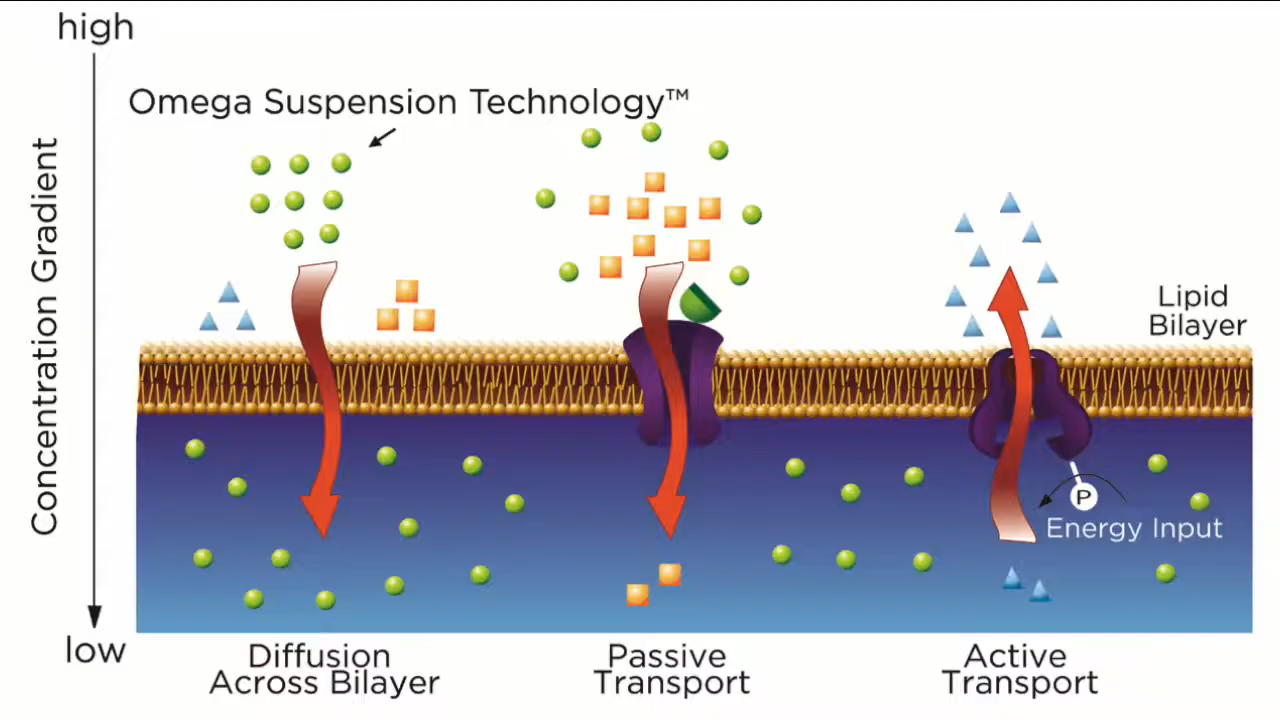 high
Omega Suspension Technology™
Concentration Gradient
Lipid
Bilayer
P
Energy Input
low
Diffusion
Across Bilayer
Passive
Transport
Active
Transport